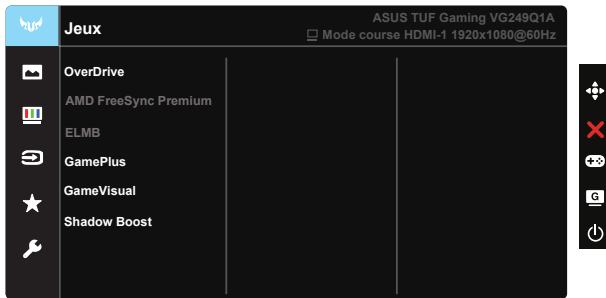 ASUS TUF Gaming VG249Q1A
Jeux
Mode course HDMI-1 1920x1080@60Hz
OverDrive
AMD FreeSync Premium
ELMB
GamePlus
GameVisual
Shadow Boost
G